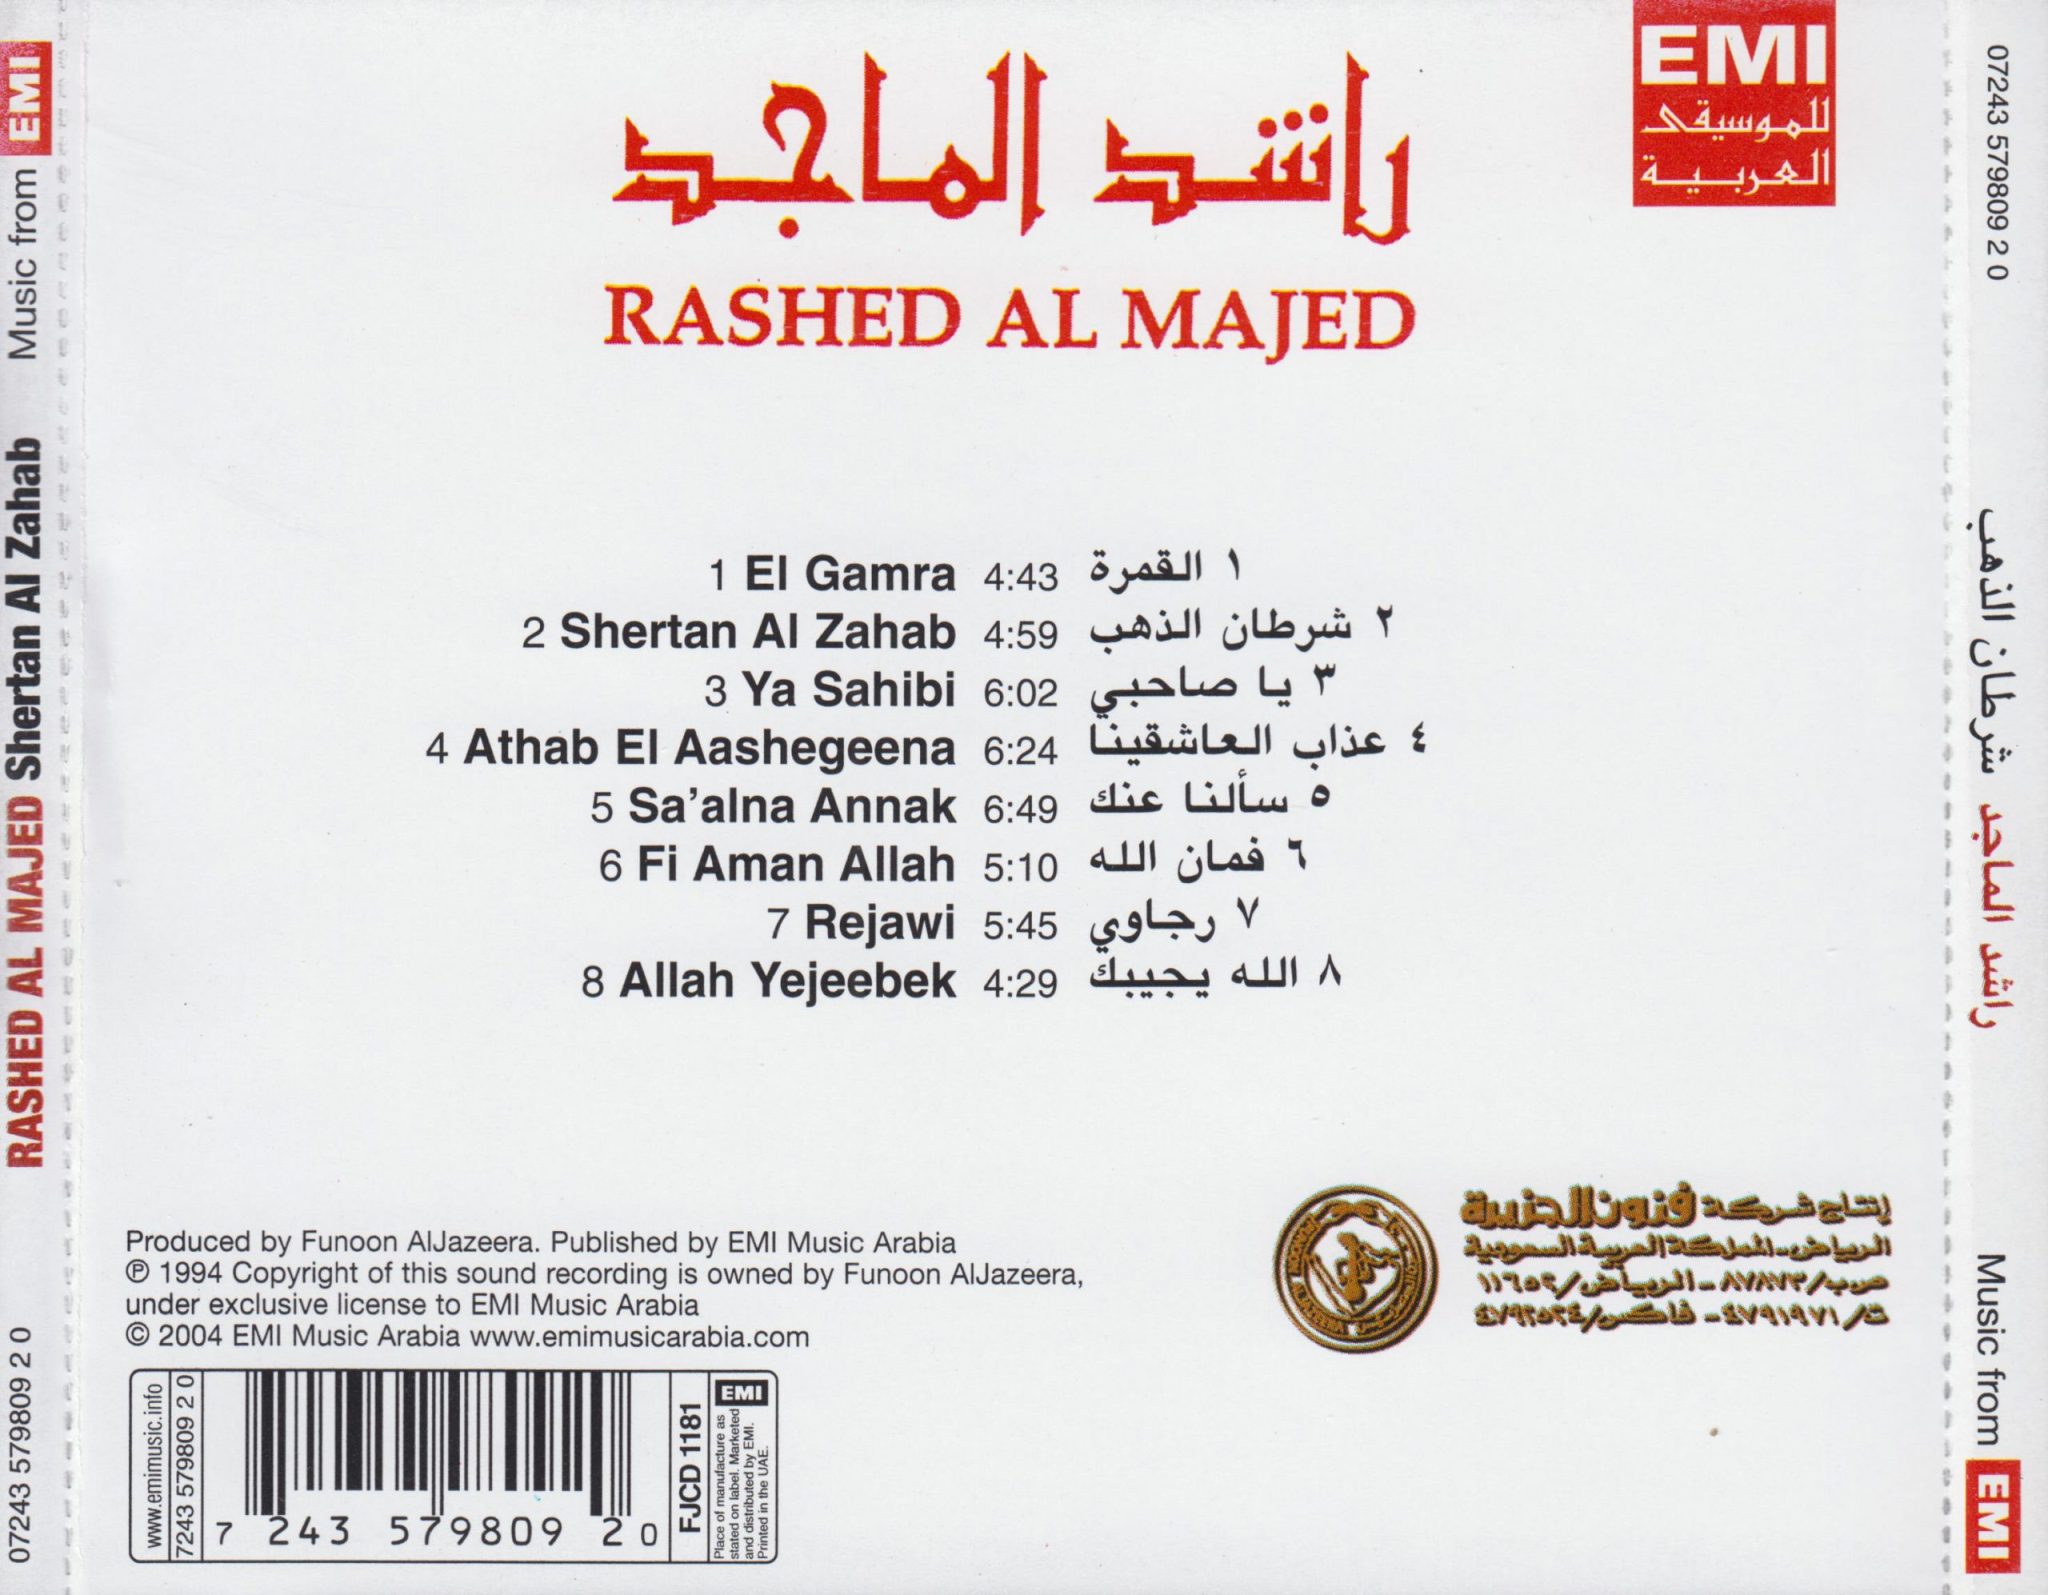 RASHED AL MAJED Shertan Al Zahab Music from EMI
07243 579809 2 0
راشد الماجد
RASHED AL MAJED
EMI
للموسيقى
العربية
1 El Gamra 4:43 ١ القمرة
2 Shertan Al Zahab 4:59 ٢ شرطان الذهب
3 Ya Sahibi 6:02 ٣ يا صاحبي
4 Athab El Aashegeena 6:24 ٤ عذاب العاشقينا
5 Sa'alna Annak 6:49 ٥ سألنا عنك
6 Fi Aman Allah 5:10 ٦ فمان الله
7 Rejawi 5:45 ٧ رجاوي
8 Allah Yejeebek 4:29 ٨ الله يجيبك
Produced by Funoon AlJazeera. Published by EMI Music Arabia
℗ 1994 Copyright of this sound recording is owned by Funoon AlJazeera,
under exclusive license to EMI Music Arabia
© 2004 EMI Music Arabia www.emimusicarabia.com
www.emimusic.info
7243 579809 2 0
7 243 579809 2 0
FJCD 1181
EMI
Place of manufacture as
stated on label. Marketed
and distributed by EMI.
Printed in the UAE.
إنتاج شركة فنون الجزيرة
الرياض - المملكة العربية السعودية
ص.ب/٨٧٨٧٣ - الرياض/١١٦٥٢
ت/٤٧٩١٩٧١ - فاكس/٤٧٩٢٥٢٤
07243 579809 2 0
راشد الماجد شرطان الذهب
Music from EMI